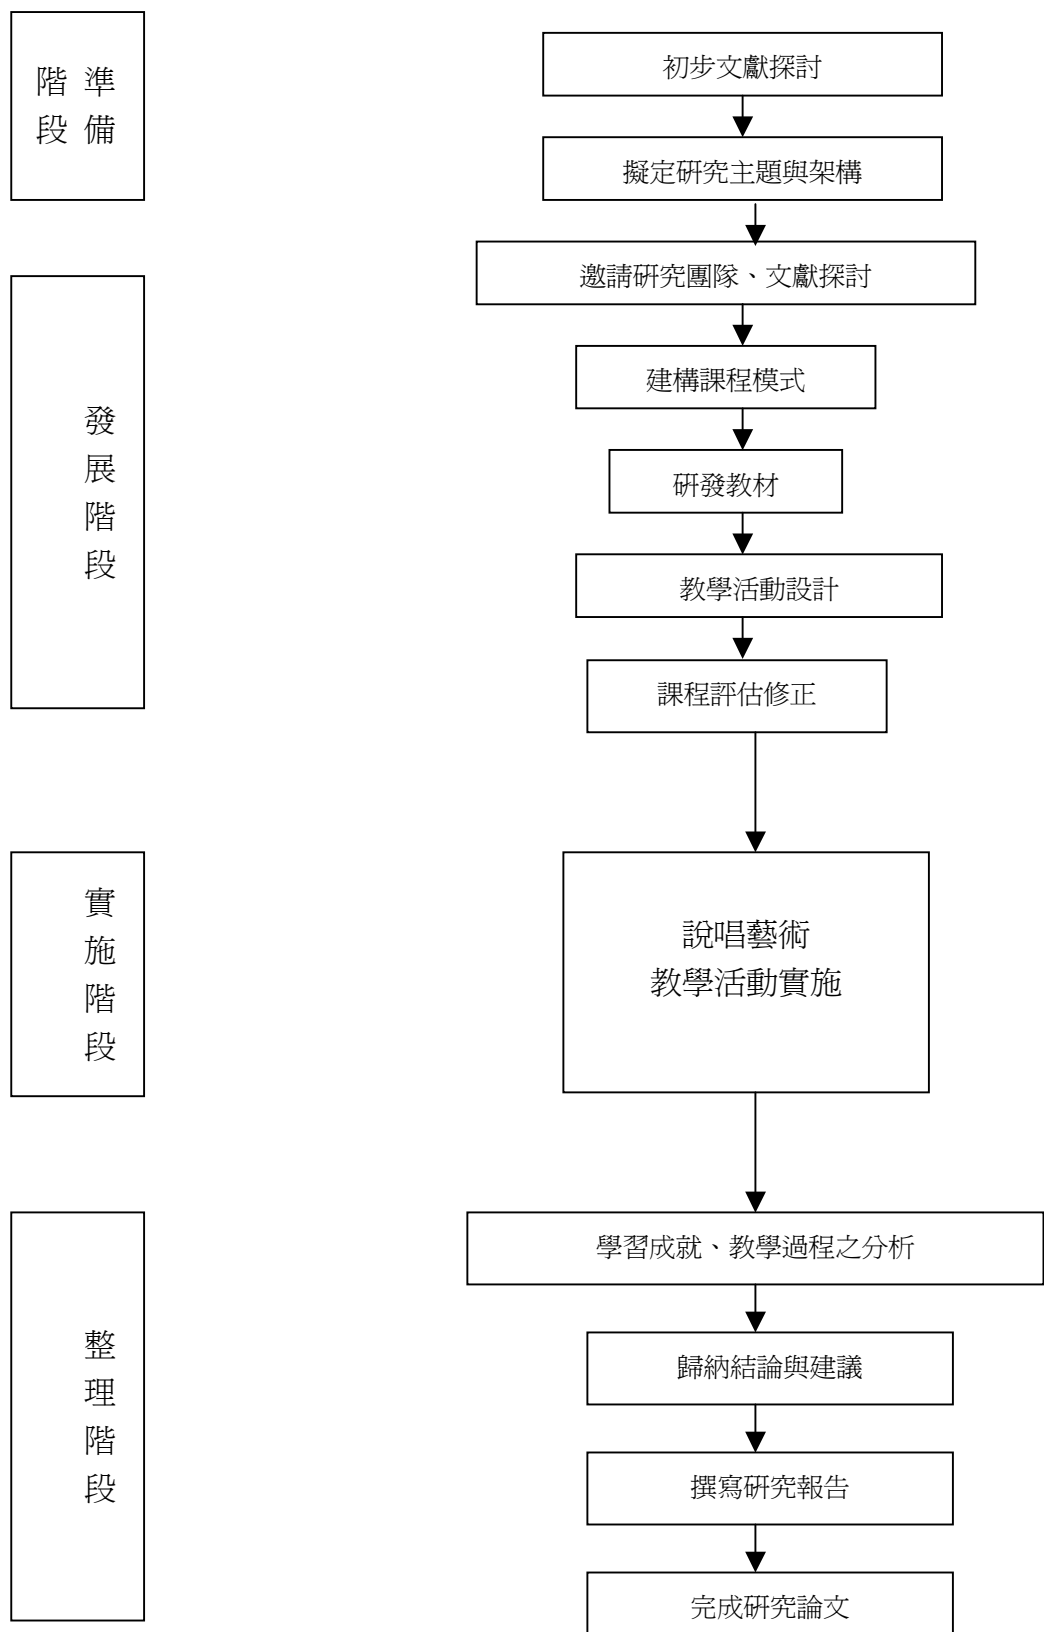 準備
階段
初步文獻探討
擬定研究主題與架構
邀請研究團隊、文獻探討
發展階段
建構課程模式
研發教材
教學活動設計
課程評估修正
實施階段
說唱藝術
教學活動實施
整理階段
學習成就、教學過程之分析
歸納結論與建議
撰寫研究報告
完成研究論文